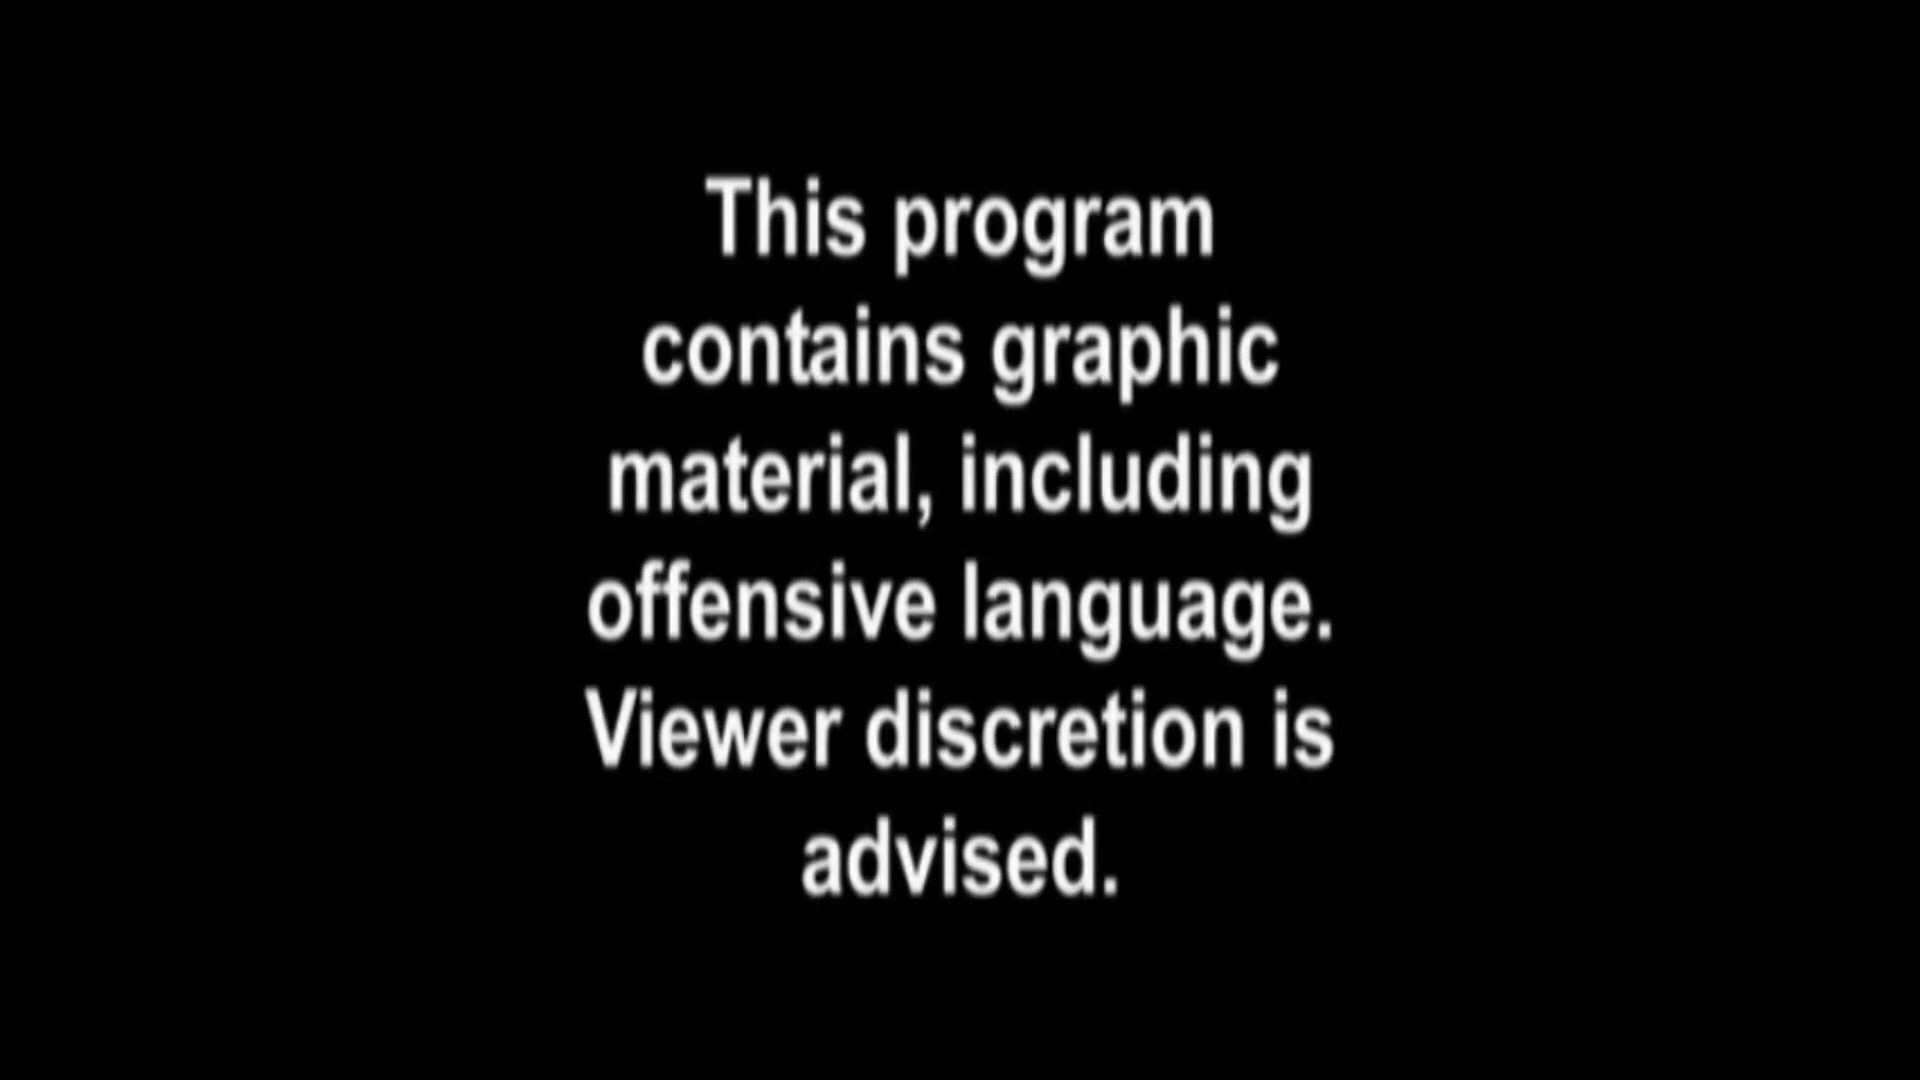 This program
contains graphic
material, including
offensive language.
Viewer discretion is
advised.